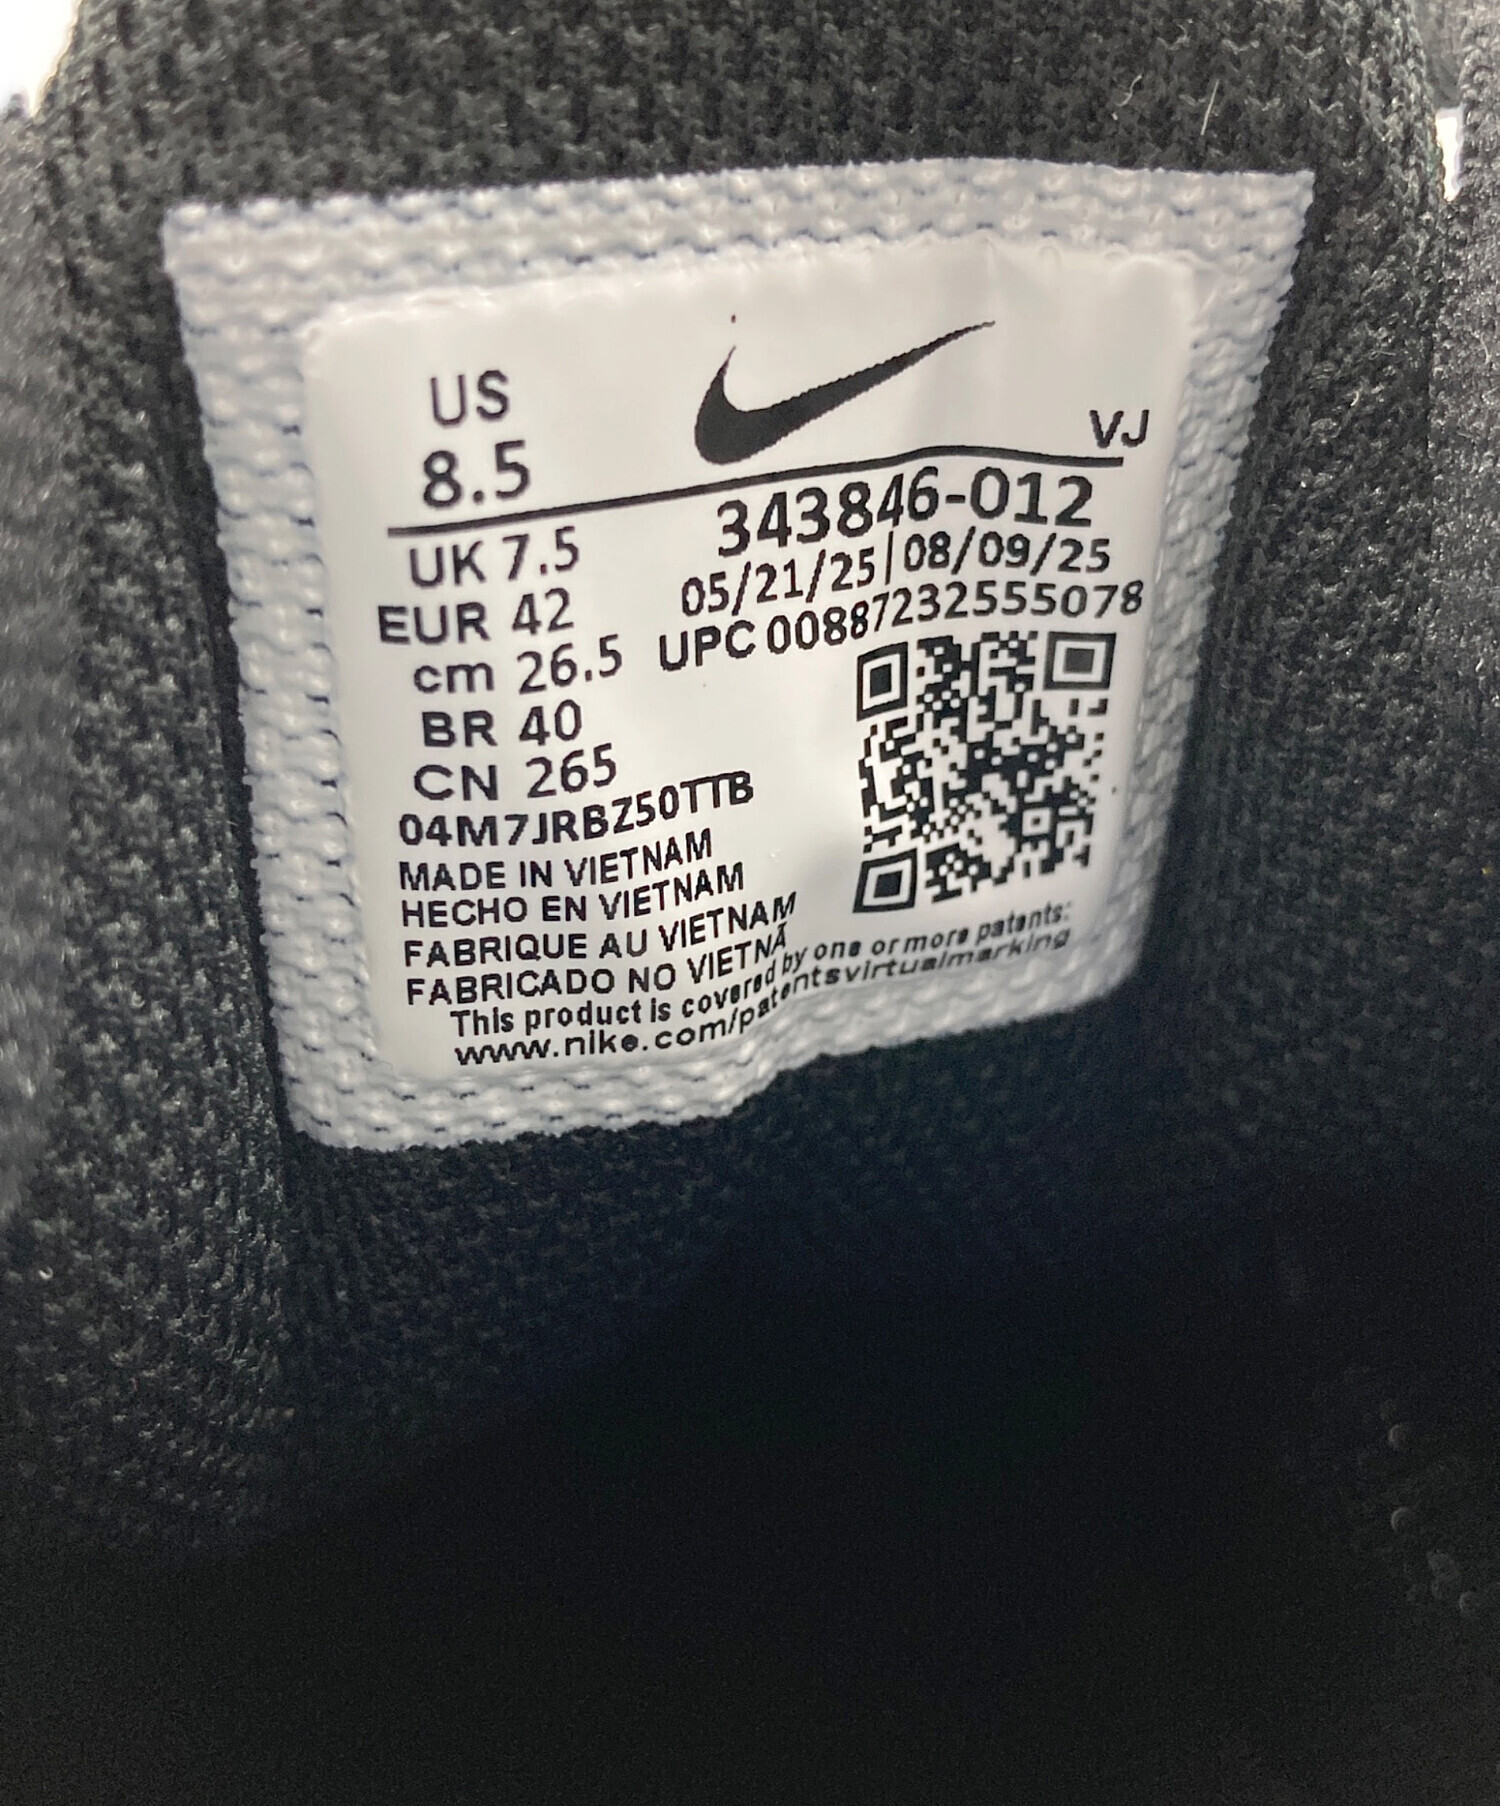 US
8.5
VJ
UK 7.5
EUR 42
cm 26.5
BR 40
CN 265
343846-012
05/21/25|08/09/25
UPC 00887232555078
04M7JRBZ50TTB
MADE IN VIETNAM
HECHO EN VIETNAM
FABRIQUE AU VIETNAM
FABRICADO NO VIETNÃ
This product is covered by one or more patents:
www.nike.com/patentsvirtualmarking